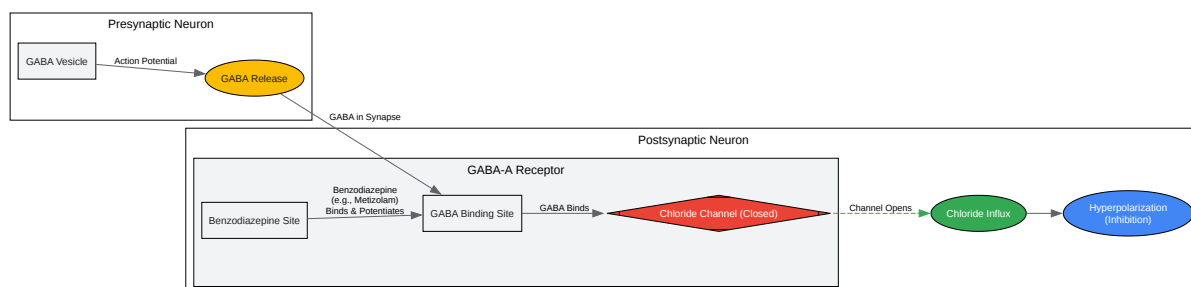 Presynaptic Neuron
GABA Vesicle
Action Potential
GABA Release
GABA in Synapse
Postsynaptic Neuron
GABA-A Receptor
Benzodiazepine Site
Benzodiazepine
(e.g., Metizolam)
Binds & Potentiates
GABA Binding Site
GABA Binds
Chloride Channel (Closed)
Channel Opens
Chloride Influx
Hyperpolarization
(Inhibition)